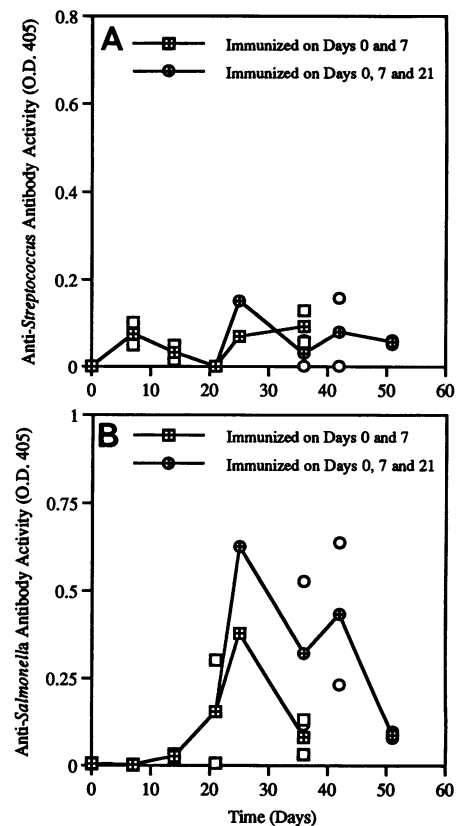 A
Immunized on Days 0 and 7
Immunized on Days 0, 7 and 21
Anti-Streptococcus Antibody Activity (O.D. 405)
0.8
0.6
0.4
0.2
0
0 10 20 30 40 50 60
B
Immunized on Days 0 and 7
Immunized on Days 0, 7 and 21
Anti-Salmonella Antibody Activity (O.D. 405)
1
0.75
0.5
0.25
0
0 10 20 30 40 50 60
Time (Days)